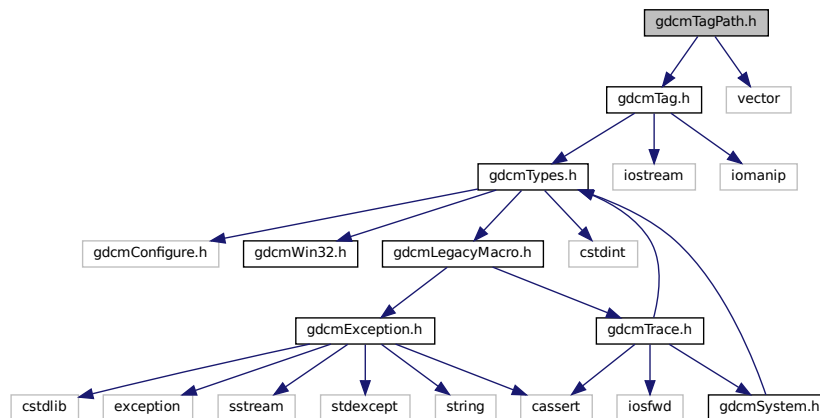 gdcmTagPath.h
gdcmTag.h
vector
gdcmTypes.h
iostream
iomanip
gdcmConfigure.h
gdcmWin32.h
gdcmLegacyMacro.h
cstdint
gdcmException.h
gdcmTrace.h
cstdlib
exception
sstream
stdexcept
string
cassert
iosfwd
gdcmSystem.h